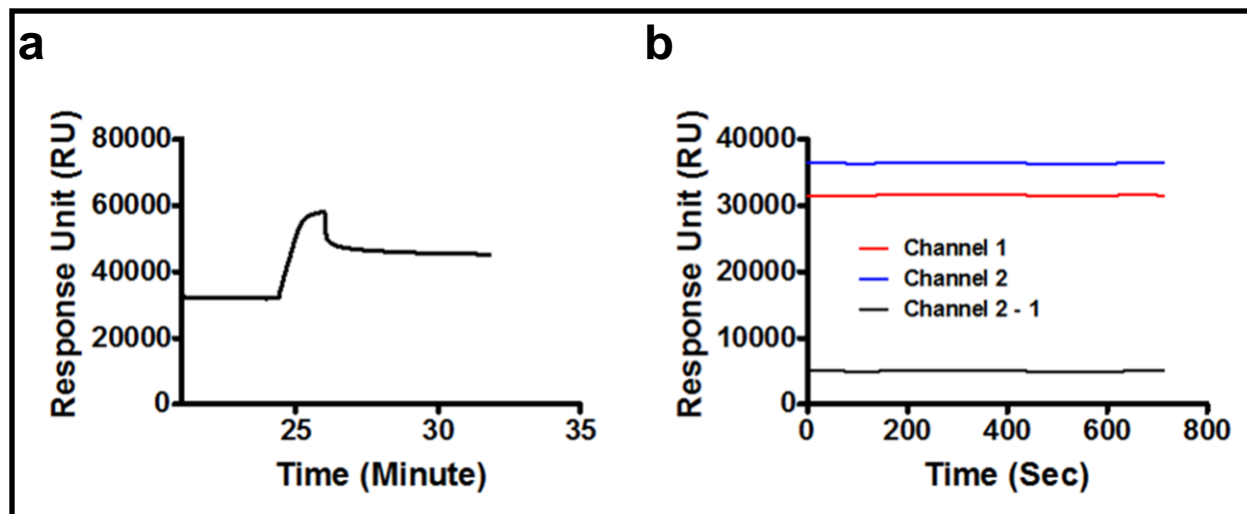 a
Response Unit (RU)
80000
60000
40000
20000
0
25
30
35
Time (Minute)
b
Response Unit (RU)
40000
30000
20000
10000
0
Channel 1
Channel 2
Channel 2 - 1
0
200
400
600
800
Time (Sec)